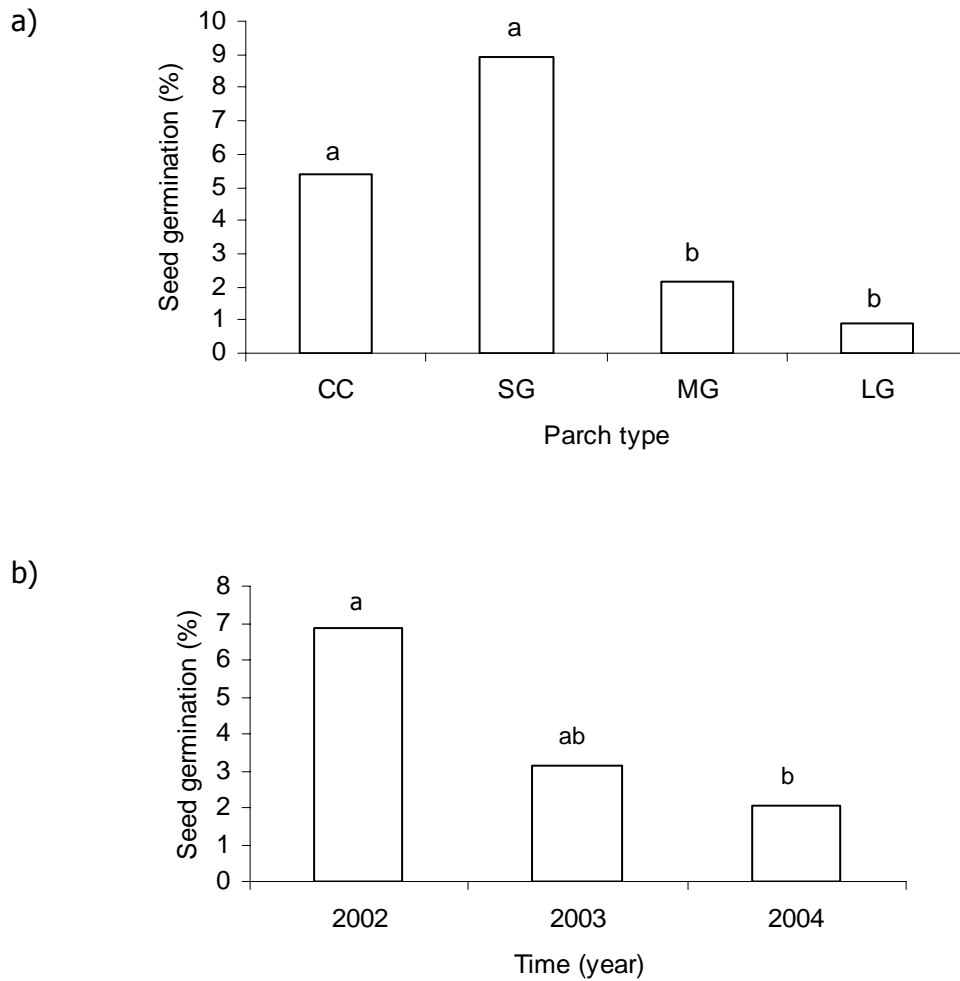 a)
Seed germination (%)
10
9
8
7
6
5
4
3
2
1
0
a
a
b
b
CC SG MG LG
Parch type
b)
Seed germination (%)
8
7
6
5
4
3
2
1
0
a
ab
b
2002 2003 2004
Time (year)